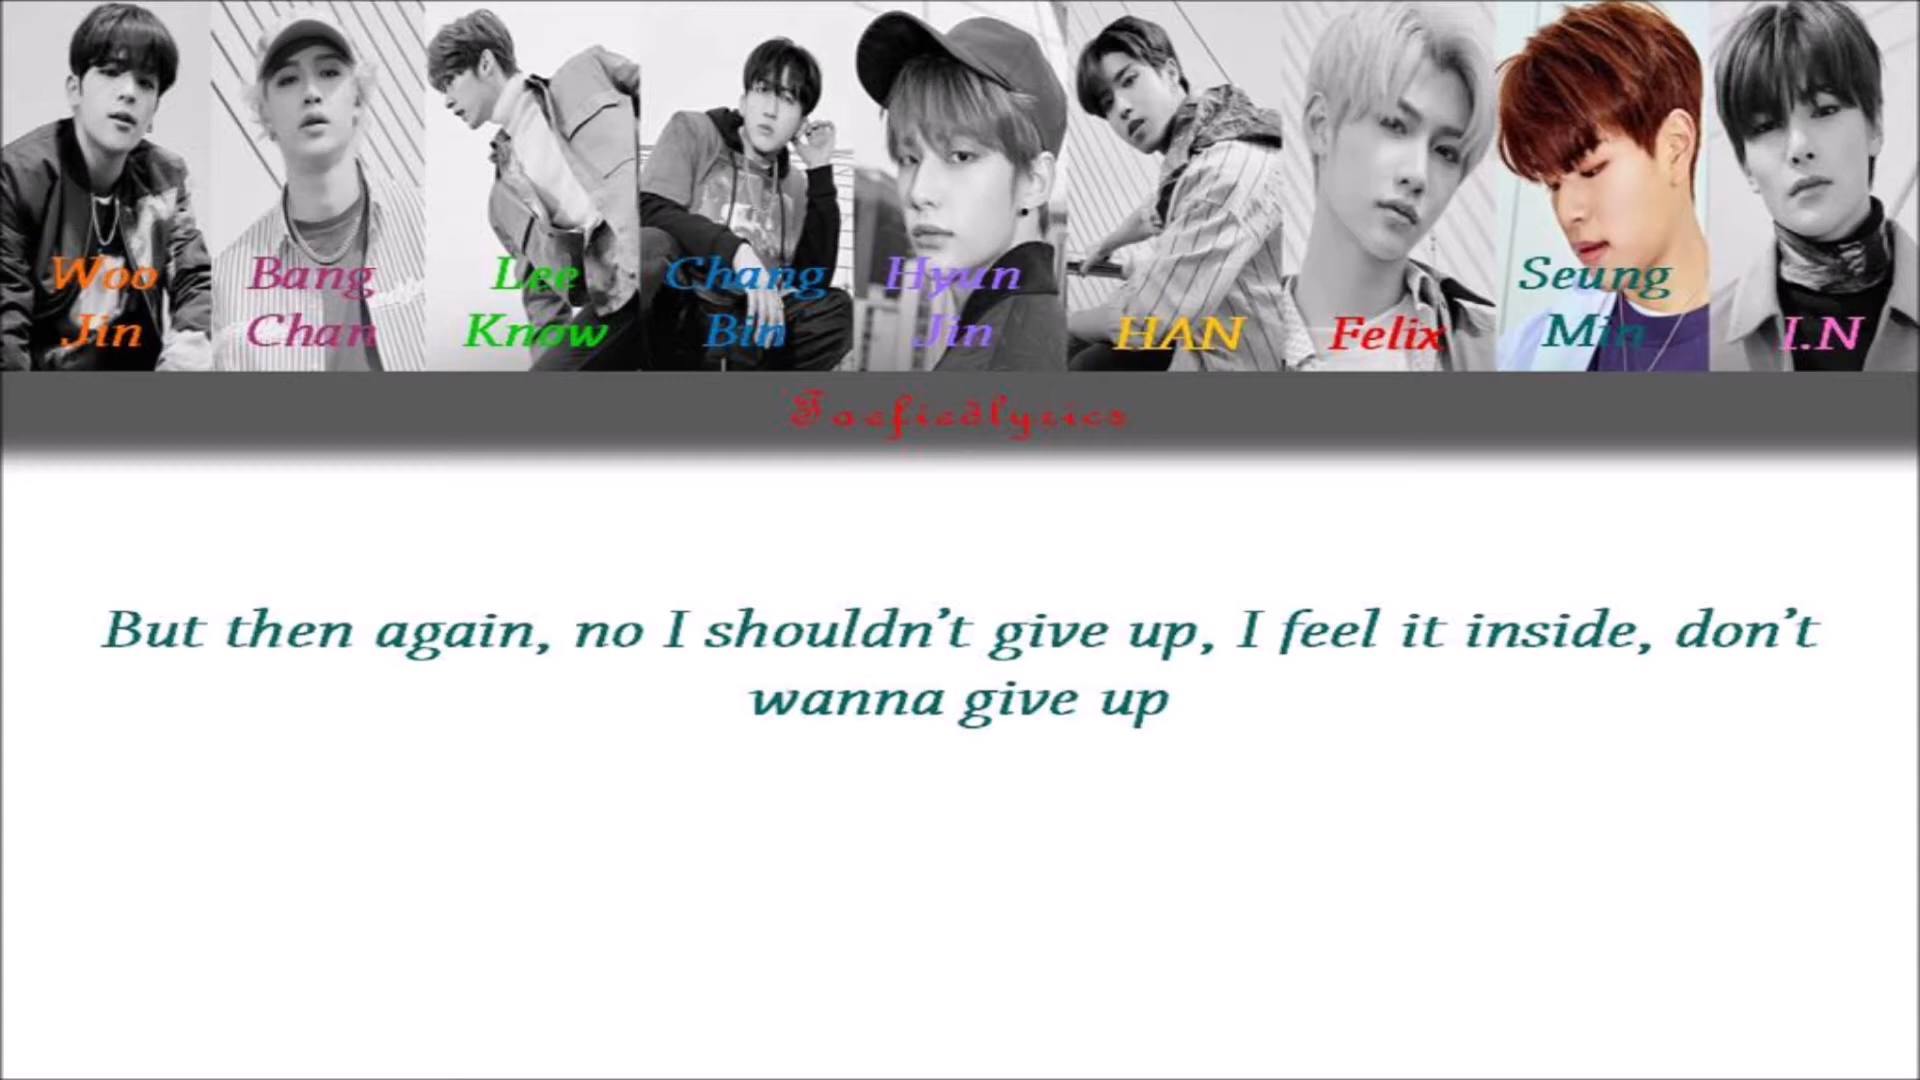 Woo
Jin
Bang
Chan
Lee
Know
Chang
Bin
Hyun
Jin
HAN
Felix
Seung
Min
I.N
Taefiedlyrics
But then again, no I shouldn’t give up, I feel it inside, don’t
wanna give up